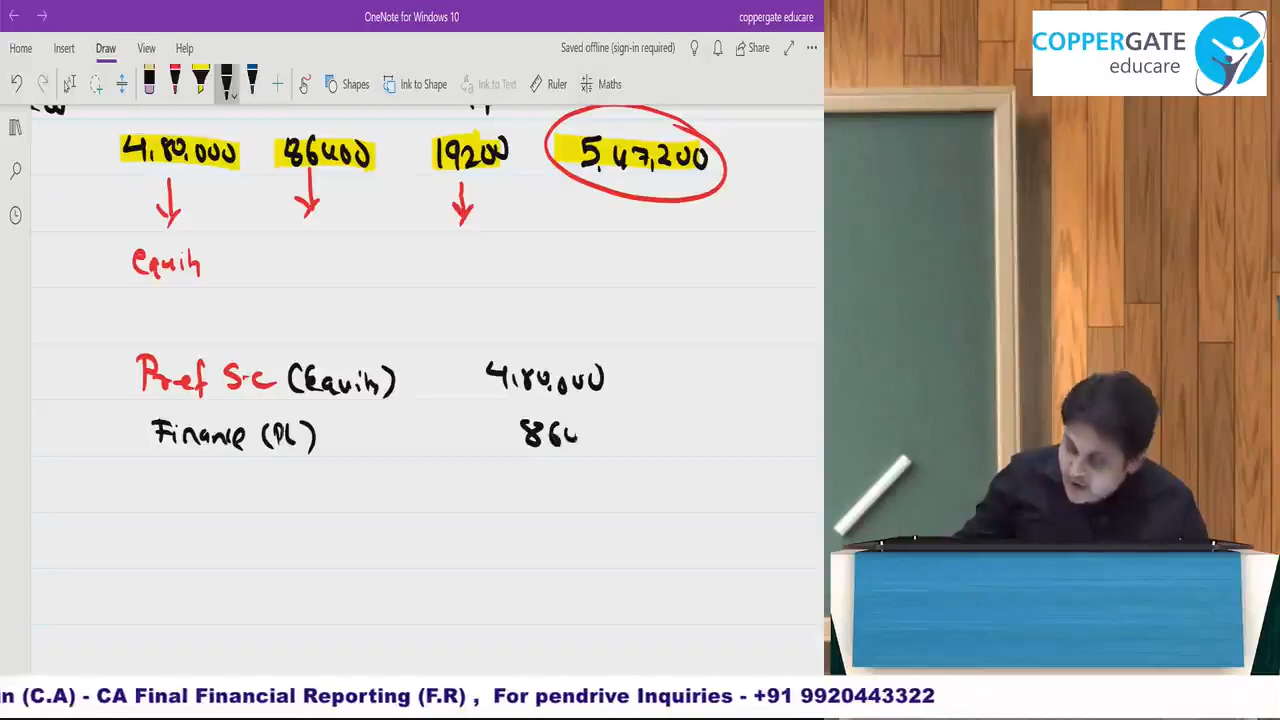 OneNote for Windows 10
coppergate educare
Home Insert Draw View Help
Saved offline (sign-in required)
Share
Shapes Ink to Shape Ink to Text Ruler Maths
COPPERGATE
educare
4,80,000 86400 19200 5,47,200
equity
Pref S.C (Equity) 4,80,000
Finance (PL) 860
in (C.A) - CA Final Financial Reporting (F.R) , For pendrive Inquiries - +91 9920443322